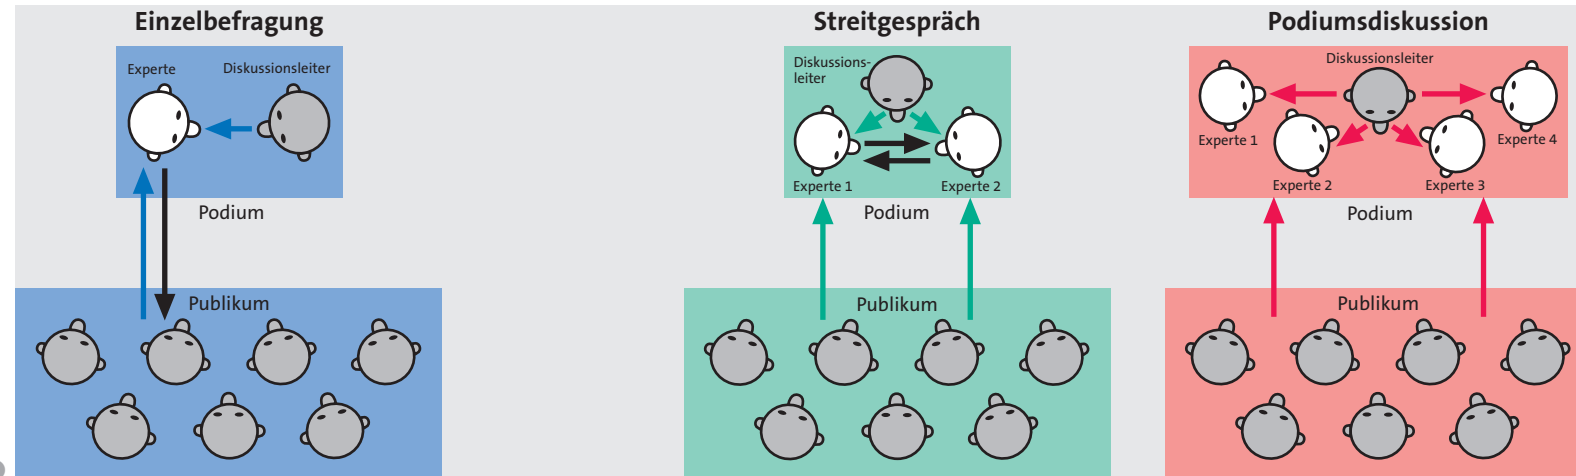 Einzelbefragung
Experte
Diskussionsleiter
Podium
Publikum
Streitgespräch
Diskussions-
leiter
Experte 1
Experte 2
Podium
Publikum
Podiumsdiskussion
Diskussionsleiter
Experte 1
Experte 4
Experte 2
Experte 3
Podium
Publikum